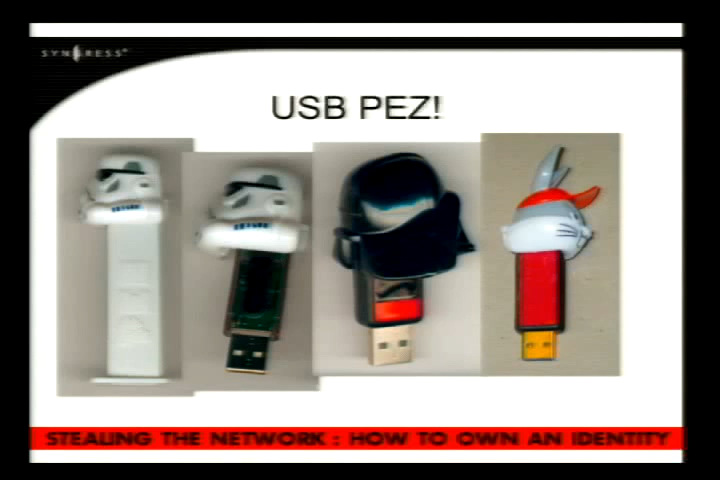 SYNGRESS
USB PEZ!
STEALING THE NETWORK : HOW TO OWN AN IDENTITY